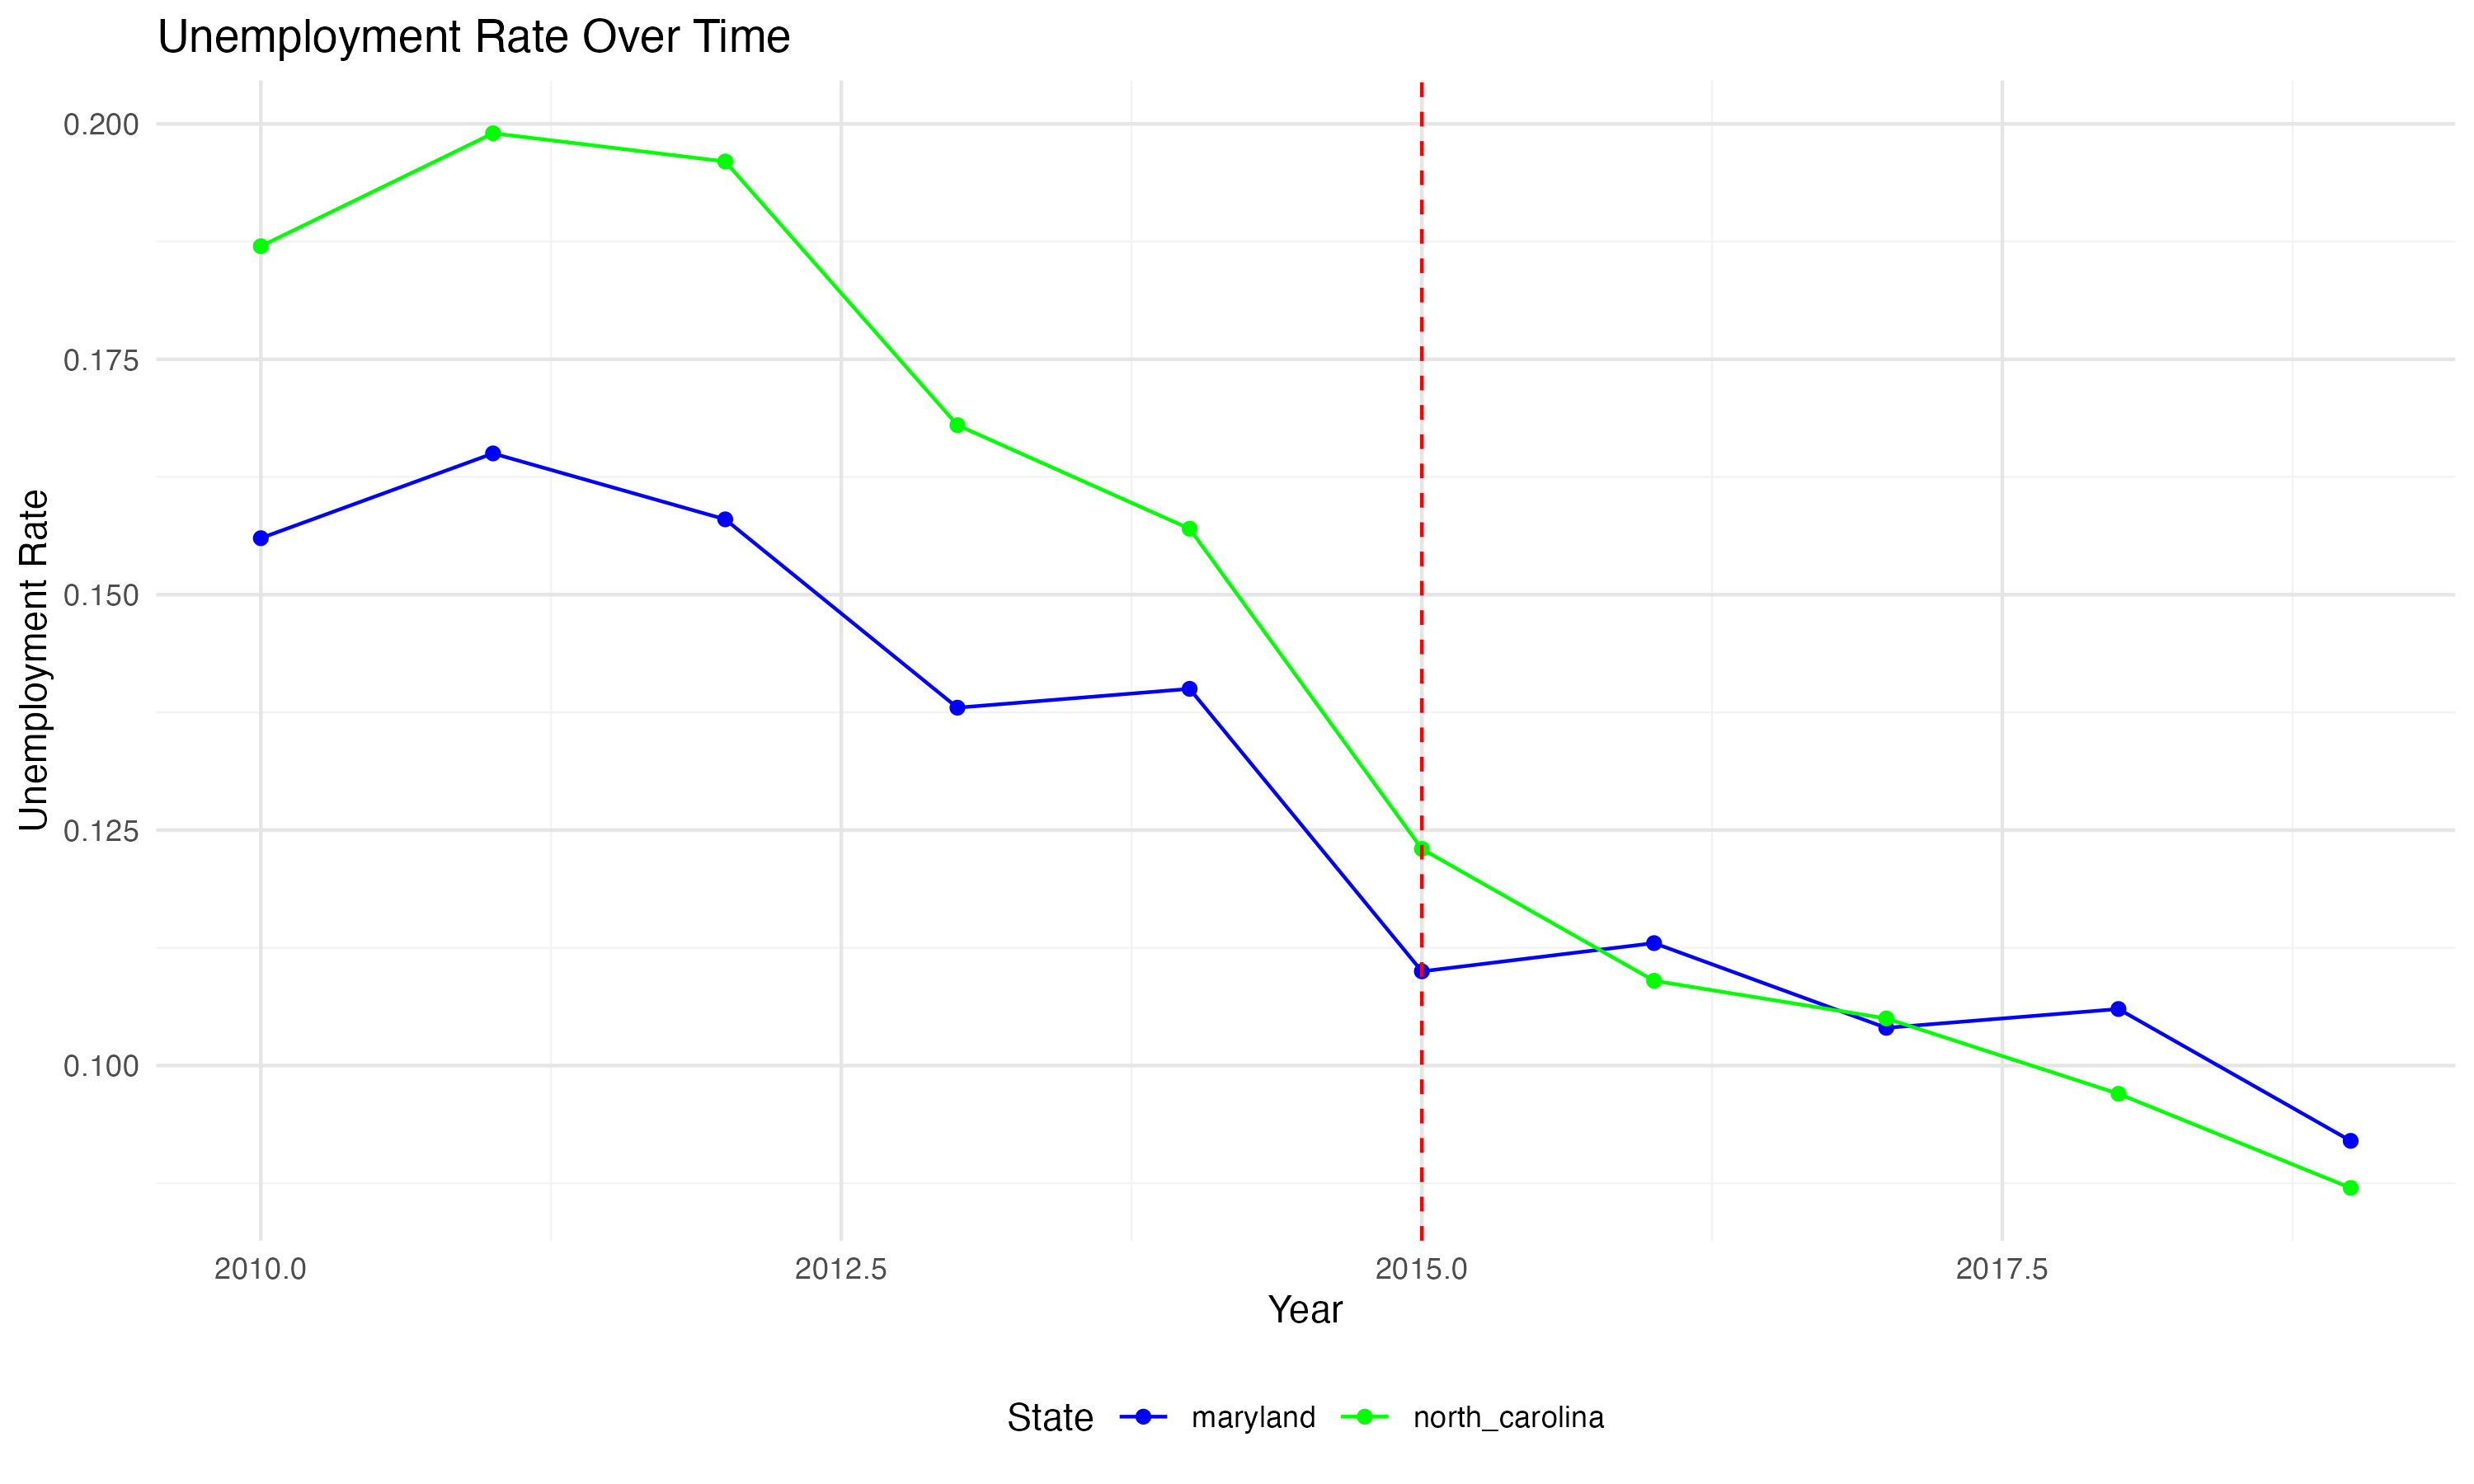 Unemployment Rate Over Time
Unemployment Rate
0.200
0.175
0.150
0.125
0.100
2010.0 2012.5 2015.0 2017.5
Year
State maryland north_carolina